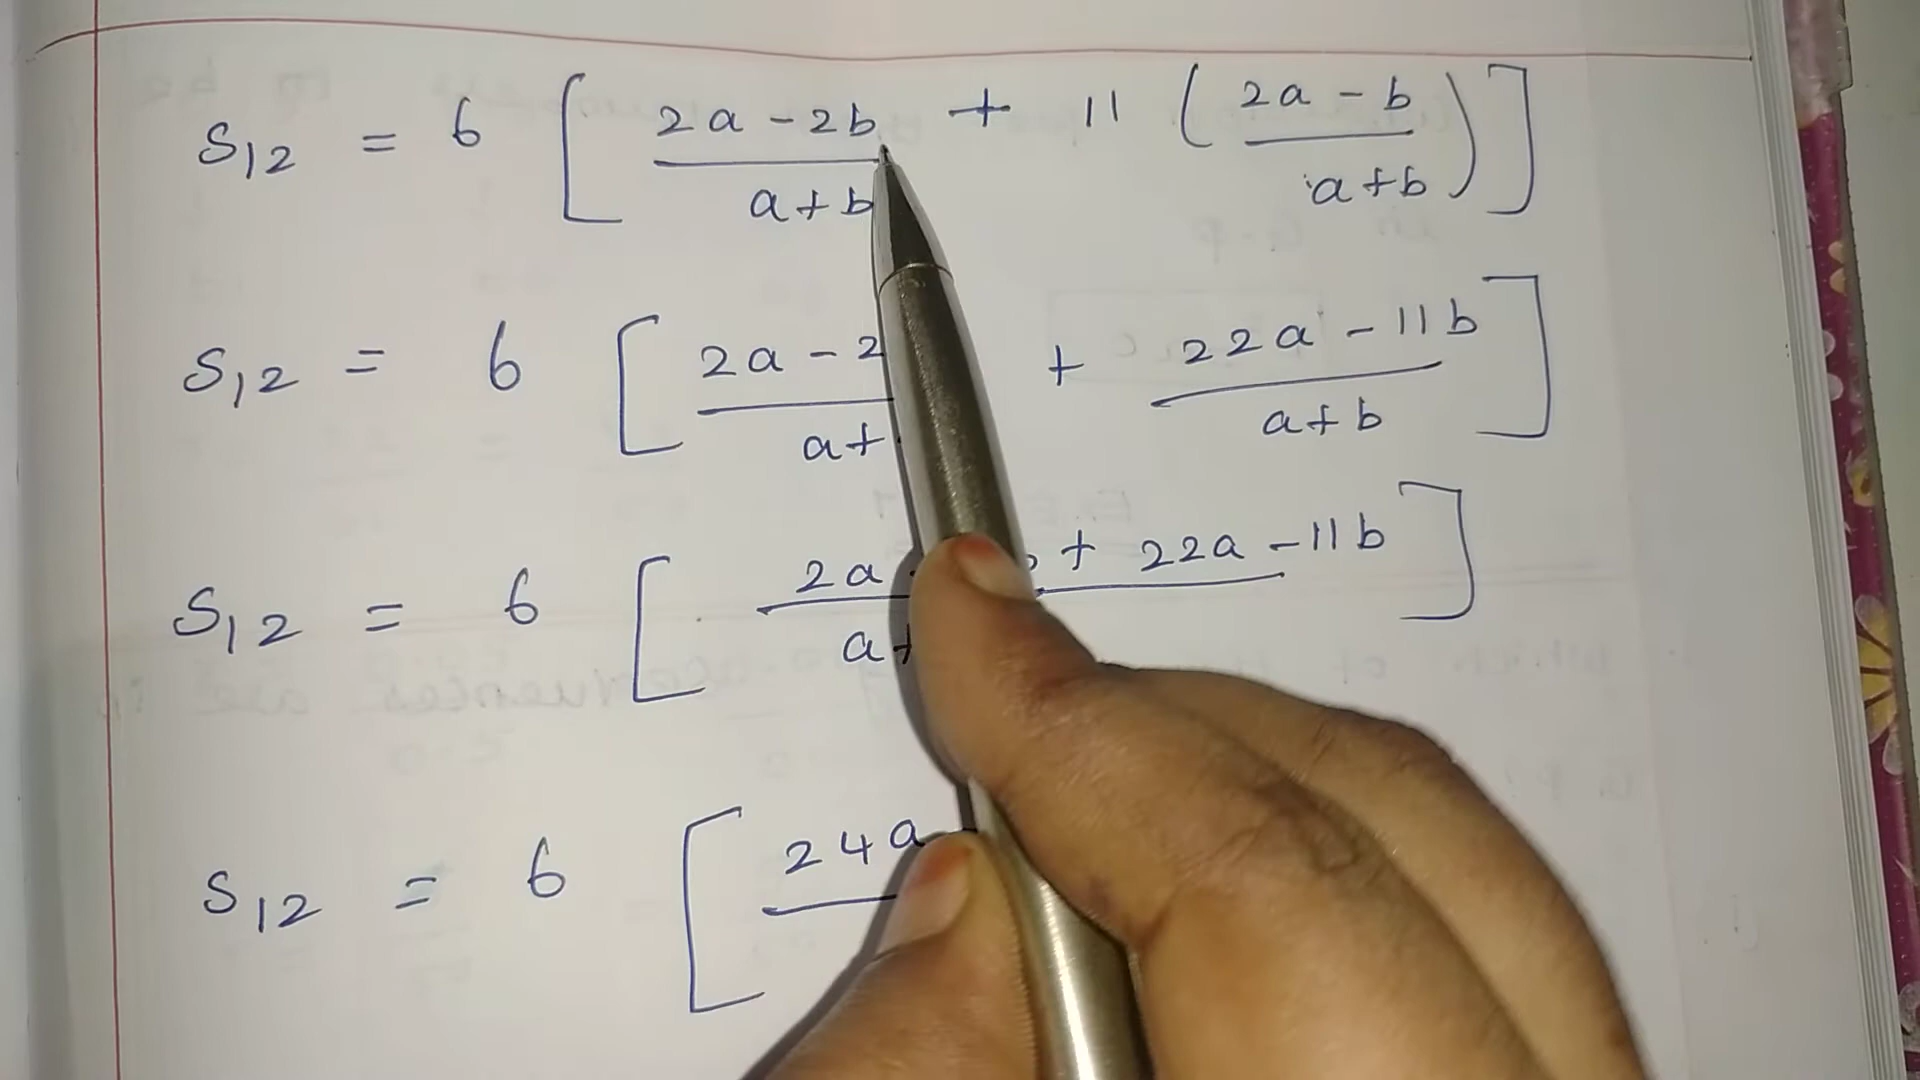 S12 = 6 [ 2a - 2b / a+b + 11 ( 2a - b / a+b ) ]
S12 = 6 [ 2a - 2 / a+ + 22a - 11b / a+b ]
S12 = 6 [ 2a + 22a - 11b / a+ ]
S12 = 6 [ 24a